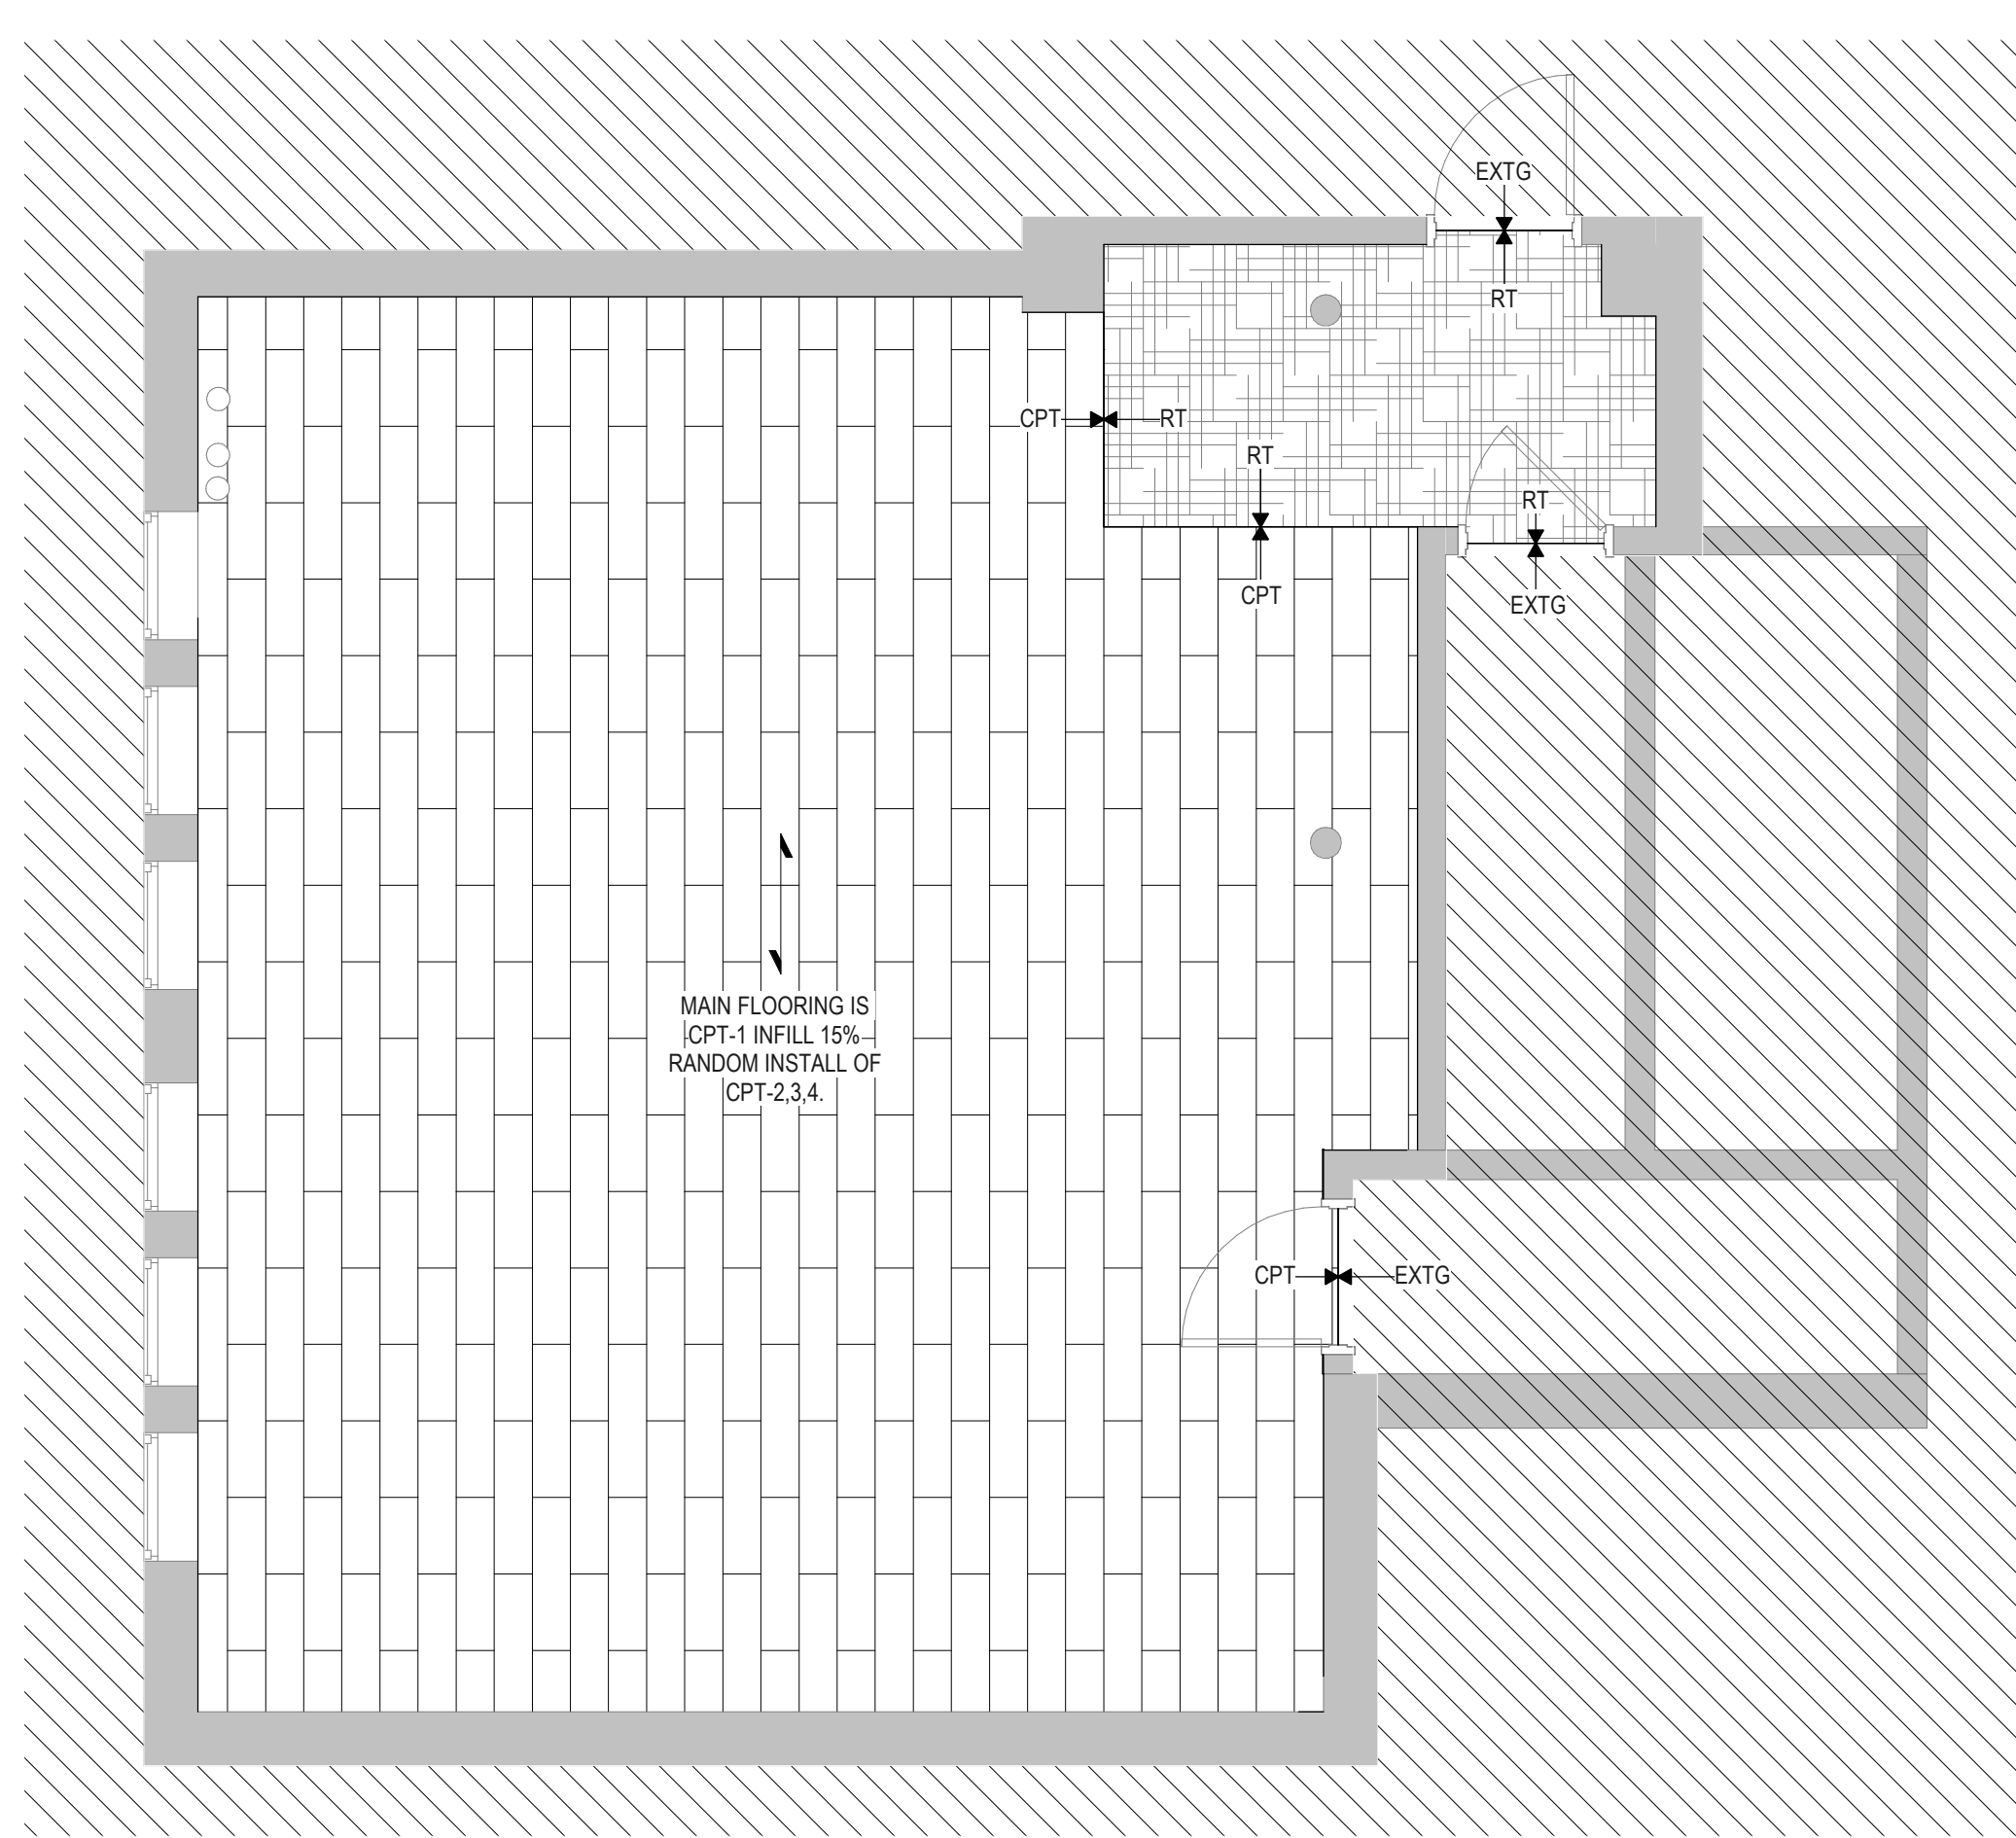 EXTG
RT
CPT
RT
RT
RT
CPT
EXTG
MAIN FLOORING IS
CPT-1 INFILL 15%
RANDOM INSTALL OF
CPT-2,3,4.
CPT
EXTG